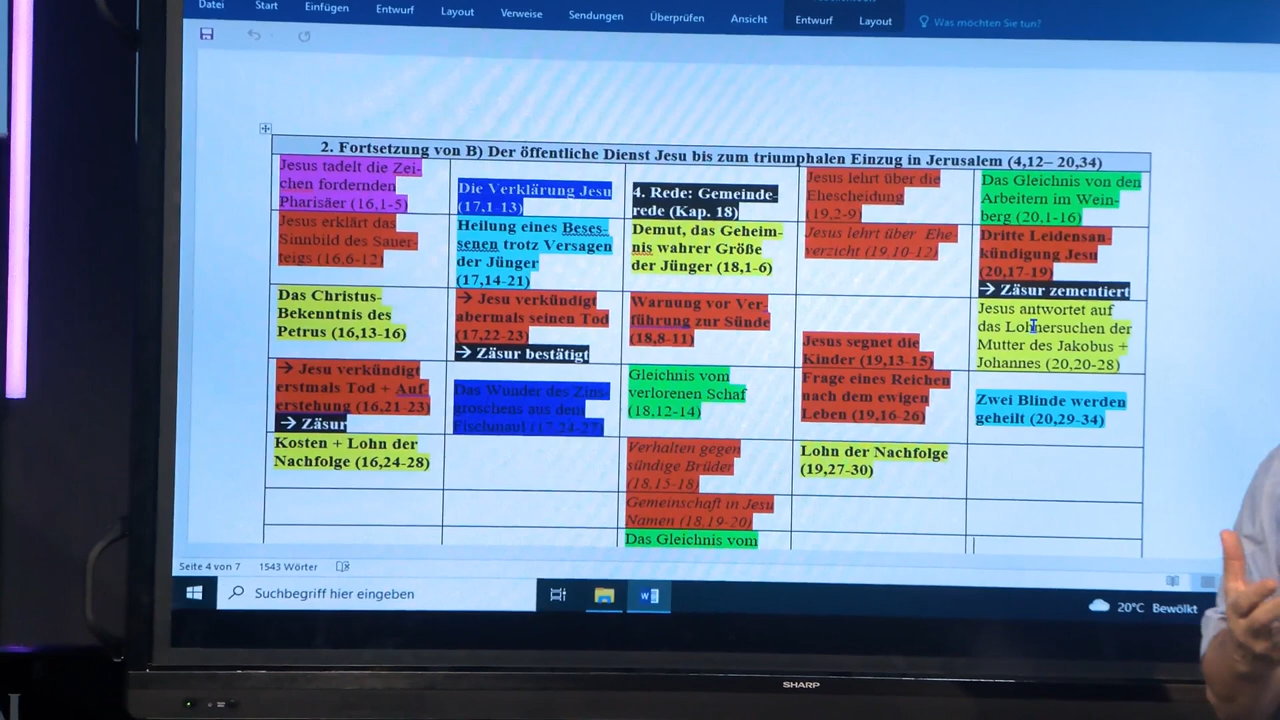 Datei Start Einfügen Entwurf Layout Verweise Sendungen Überprüfen Ansicht Entwurf Layout Was möchten Sie tun?
2. Fortsetzung von B) Der öffentliche Dienst Jesu bis zum triumphalen Einzug in Jerusalem (4,12– 20,34)
Jesus tadelt die Zei-
chen fordernden
Pharisäer (16,1-5)
Die Verklärung Jesu
(17,1-13)
4. Rede: Gemeinde-
rede (Kap. 18)
Jesus lehrt über die
Ehescheidung
(19,2-9)
Das Gleichnis von den
Arbeitern im Wein-
berg (20,1-16)
Jesus erklärt das
Sinnbild des Sauer-
teigs (16,6-12)
Heilung eines Beses-
senen trotz Versagen
der Jünger
(17,14-21)
Demut, das Geheim-
nis wahrer Größe
der Jünger (18,1-6)
Jesus lehrt über Ehe-
verzicht (19,10-12)
Dritte Leidensan-
kündigung Jesu
(20,17-19)
→ Zäsur zementiert
Das Christus-
Bekenntnis des
Petrus (16,13-16)
→ Jesu verkündigt
abermals seinen Tod
(17,22-23)
→ Zäsur bestätigt
Warnung vor Ver-
führung zur Sünde
(18,8-11)
Jesus segnet die
Kinder (19,13-15)
Jesus antwortet auf
das Lohnersuchen der
Mutter des Jakobus +
Johannes (20,20-28)
→ Jesu verkündigt
erstmals Tod + Auf-
erstehung (16,21-23)
→ Zäsur
Das Wunder des Zins-
groschens aus dem
Fischmaul (17,24-27)
Gleichnis vom
verlorenen Schaf
(18,12-14)
Frage eines Reichen
nach dem ewigen
Leben (19,16-26)
Zwei Blinde werden
geheilt (20,29-34)
Kosten + Lohn der
Nachfolge (16,24-28)
Verhalten gegen
sündige Brüder
(18,15-18)
Lohn der Nachfolge
(19,27-30)
Gemeinschaft in Jesu
Namen (18,19-20)
Das Gleichnis vom
Seite 4 von 7 1543 Wörter
Suchbegriff hier eingeben
20°C Bewölkt
SHARP